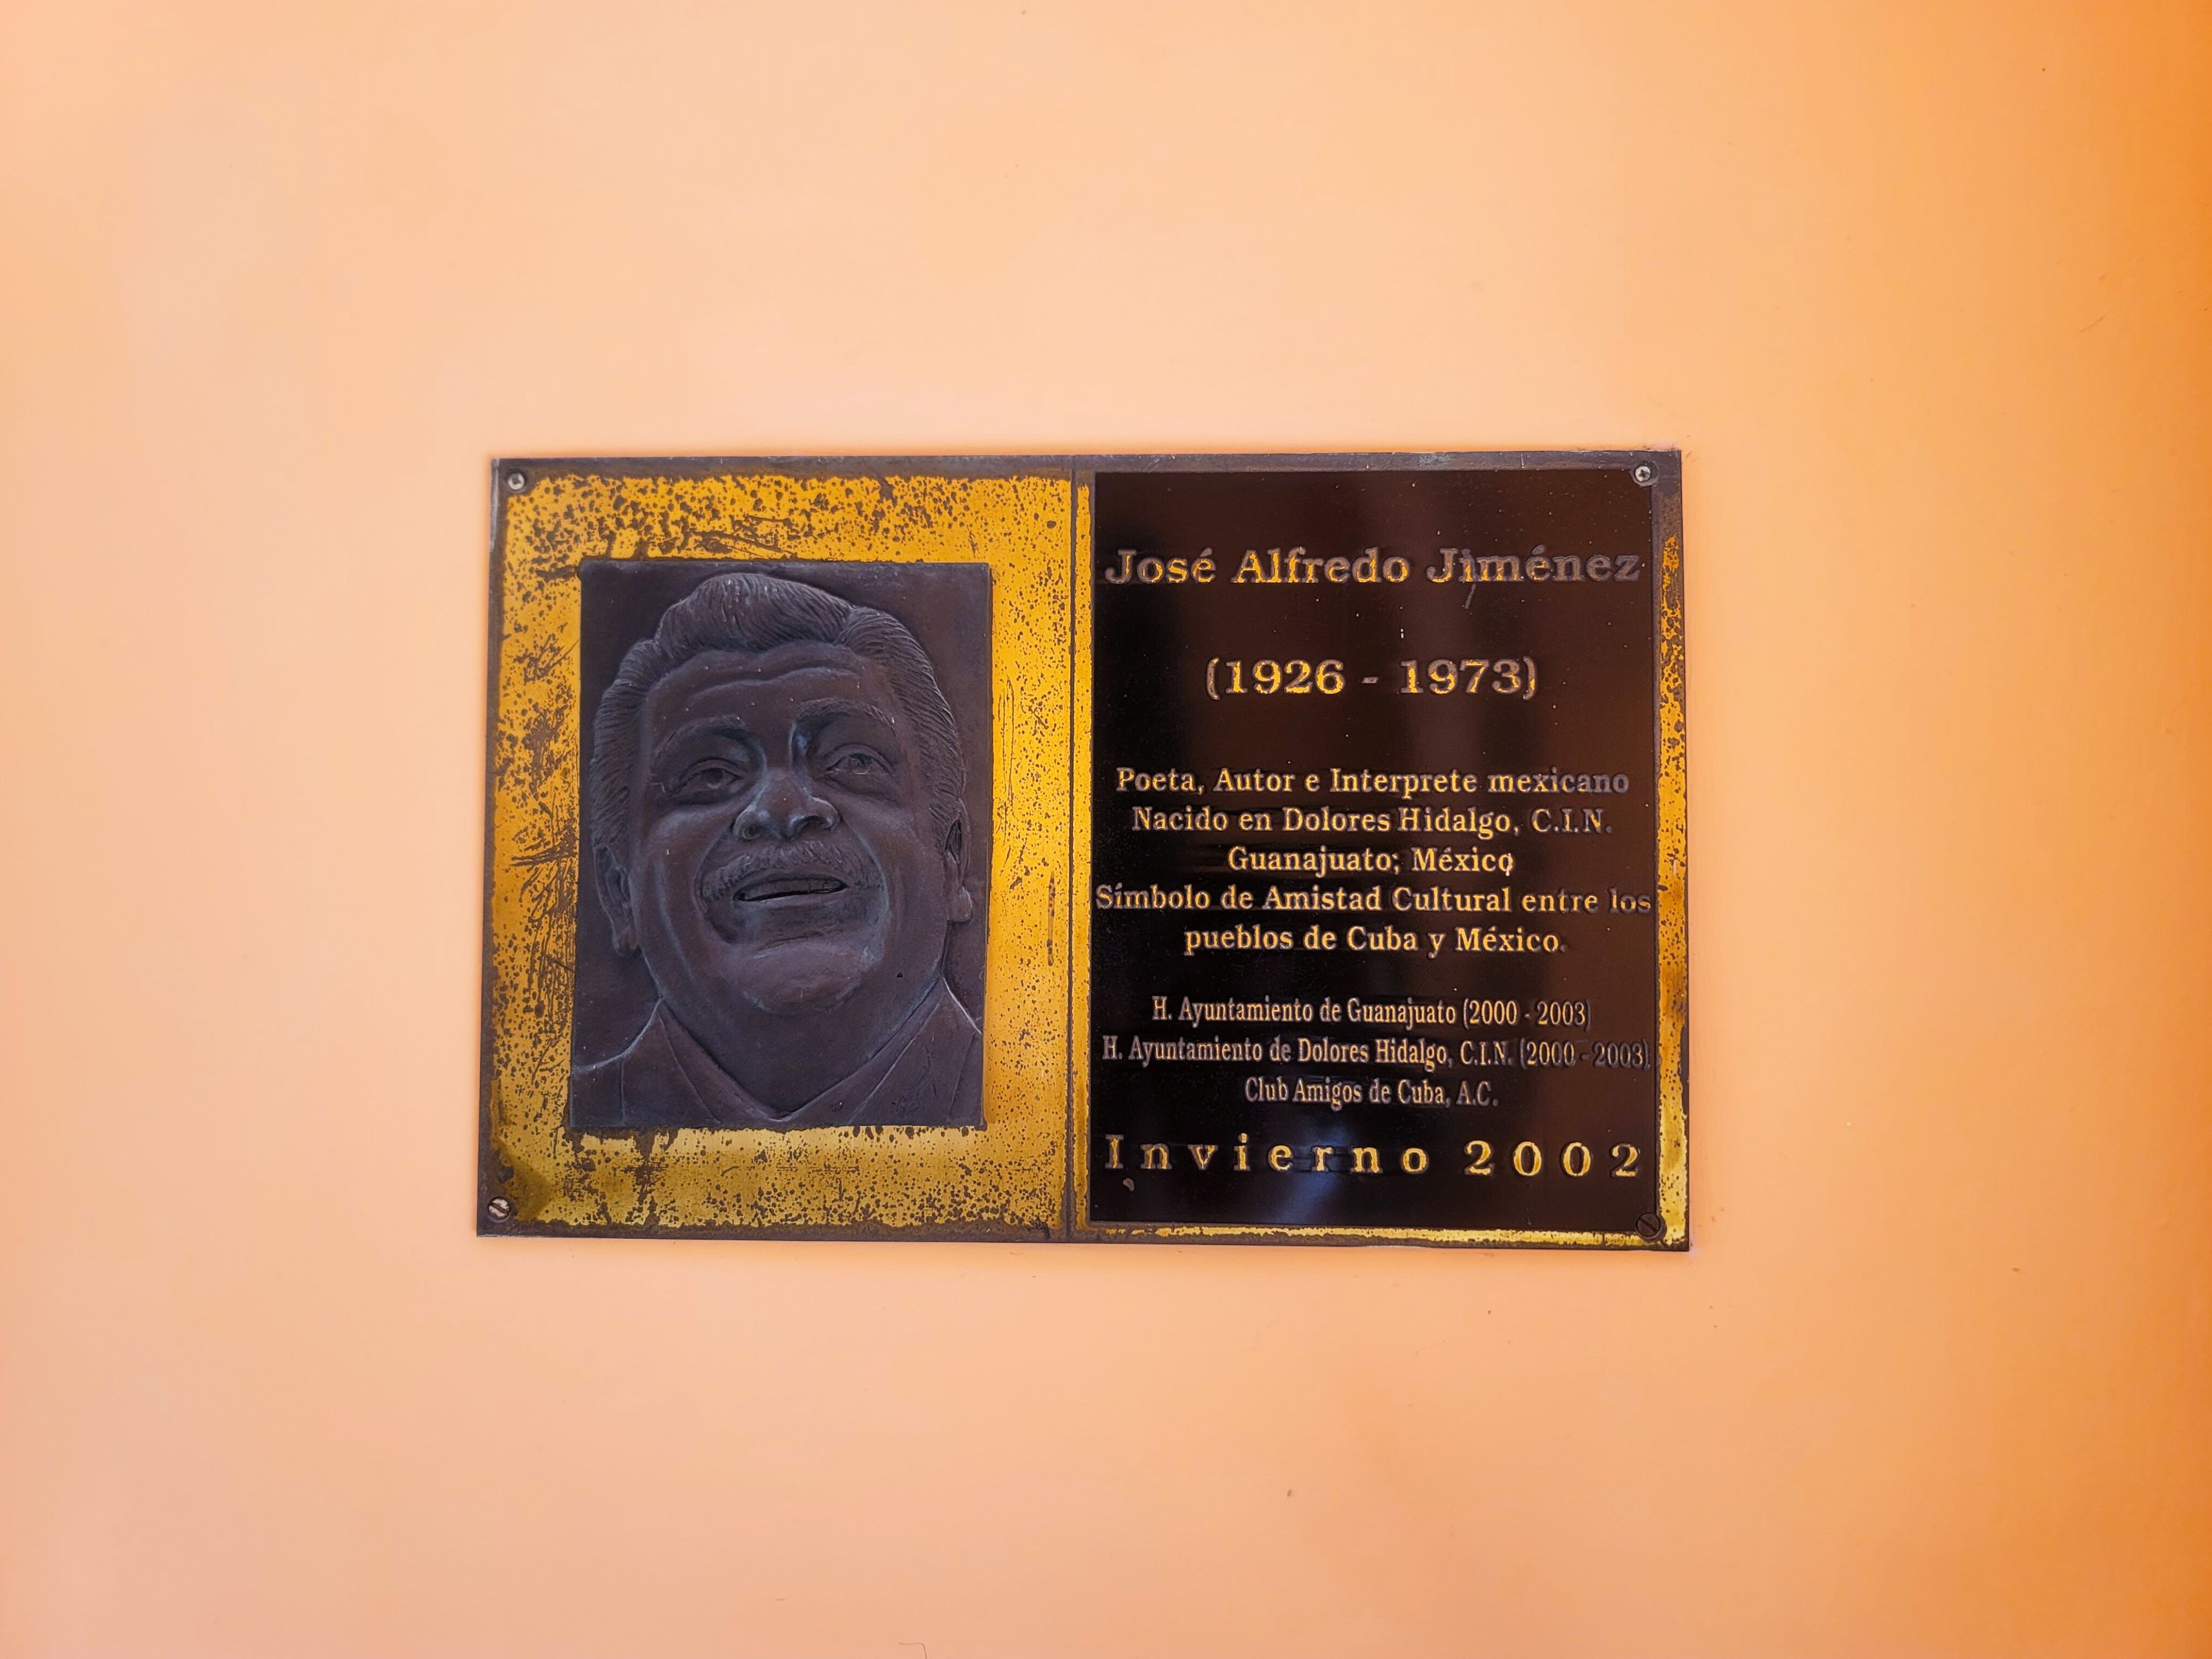 José Alfredo Jiménez
(1926 - 1973)
Poeta, Autor e Interprete mexicano
Nacido en Dolores Hidalgo, C.I.N.
Guanajuato; México
Símbolo de Amistad Cultural entre los
pueblos de Cuba y México.
H. Ayuntamiento de Guanajuato (2000 - 2003)
H. Ayuntamiento de Dolores Hidalgo, C.I.N. (2000 - 2003)
Club Amigos de Cuba, A.C.
Invierno 2002